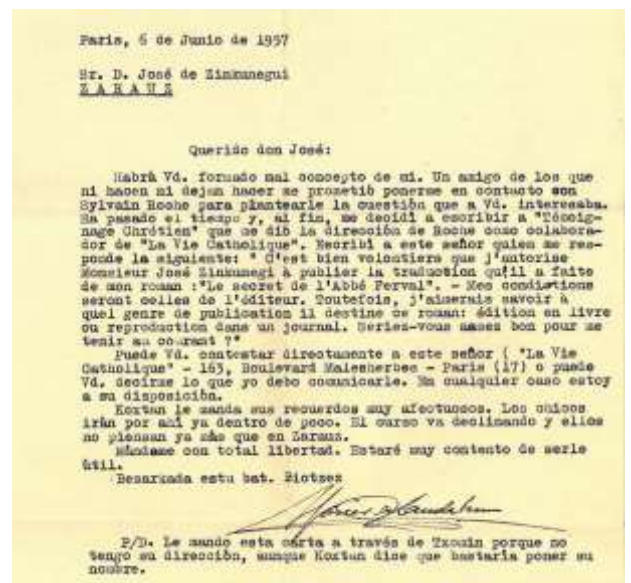 Paris, 6 de Junio de 1957
Sr. D. José de Zinkunegui
ZARAUZ
Querido don José:
Habrá Vd. formado mal concepto de mi. Un amigo de los que
ni hacen ni dejan hacer me prometió ponerme en contacto con
Sylvain Roche para plantearle la cuestión que a Vd. interesaba.
Ha pasado el tiempo y, al fin, me decidí a escribir a "Témoig-
nage Chrétien" que me dió la dirección de Roche como colabora-
dor de "La Vie Catholique". Escribí a este señor quien me res-
ponde la siguiente: " C'est bien volontiers que j'autorise
Monsieur José Zinkunegi à publier la traduction qu'il a faite
de mon roman :"Le secret de l'Abbé Perval". - Mes conditions
seront celles de l'éditeur. Toutefois, j'aimerais savoir à
quel genre de publication il destine ce roman: édition en livre
ou reproduction dans un journal. Seriez-vous assez bon pour me
tenir au courant ?"
Puede Vd. contestar directamente a este señor ( "La Vie
Catholique" - 163, Boulevard Malesherbes - Paris (17) o puede
Vd. decirme lo que yo debo comunicarle. En cualquier caso estoy
a su disposición.
Koxtan le manda sus recuerdos muy afectuosos. Los chicos
irán por ahí ya dentro de poco. El curso va declinando y ellos
no piensan ya más que en Zarauz.
Mándeme con total libertad. Estaré muy contento de serle
útil.
Besarkada estu bat. Biotzez
P/D. Le mando esta carta a través de Txomin porque no
tengo su dirección, aunque Koxtan dice que bastaría poner su
nombre.